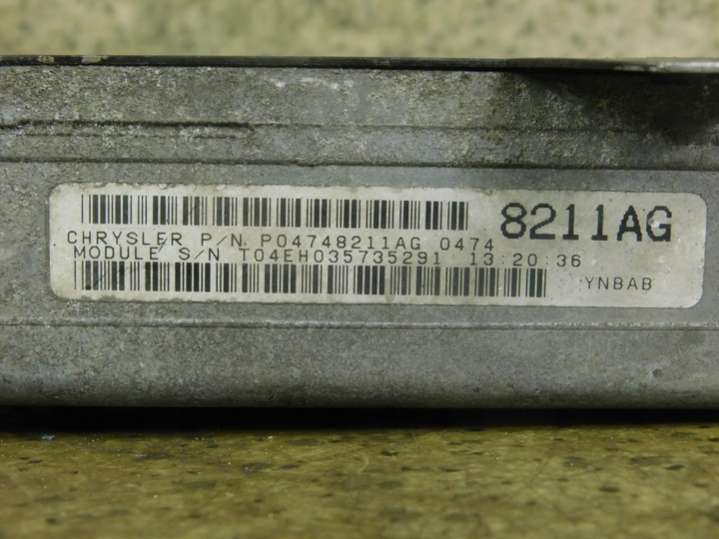 CHRYSLER P/N P04748211AG 0474 8211AG
MODULE S/N T04EH035735291 13:20:36
YNBAB